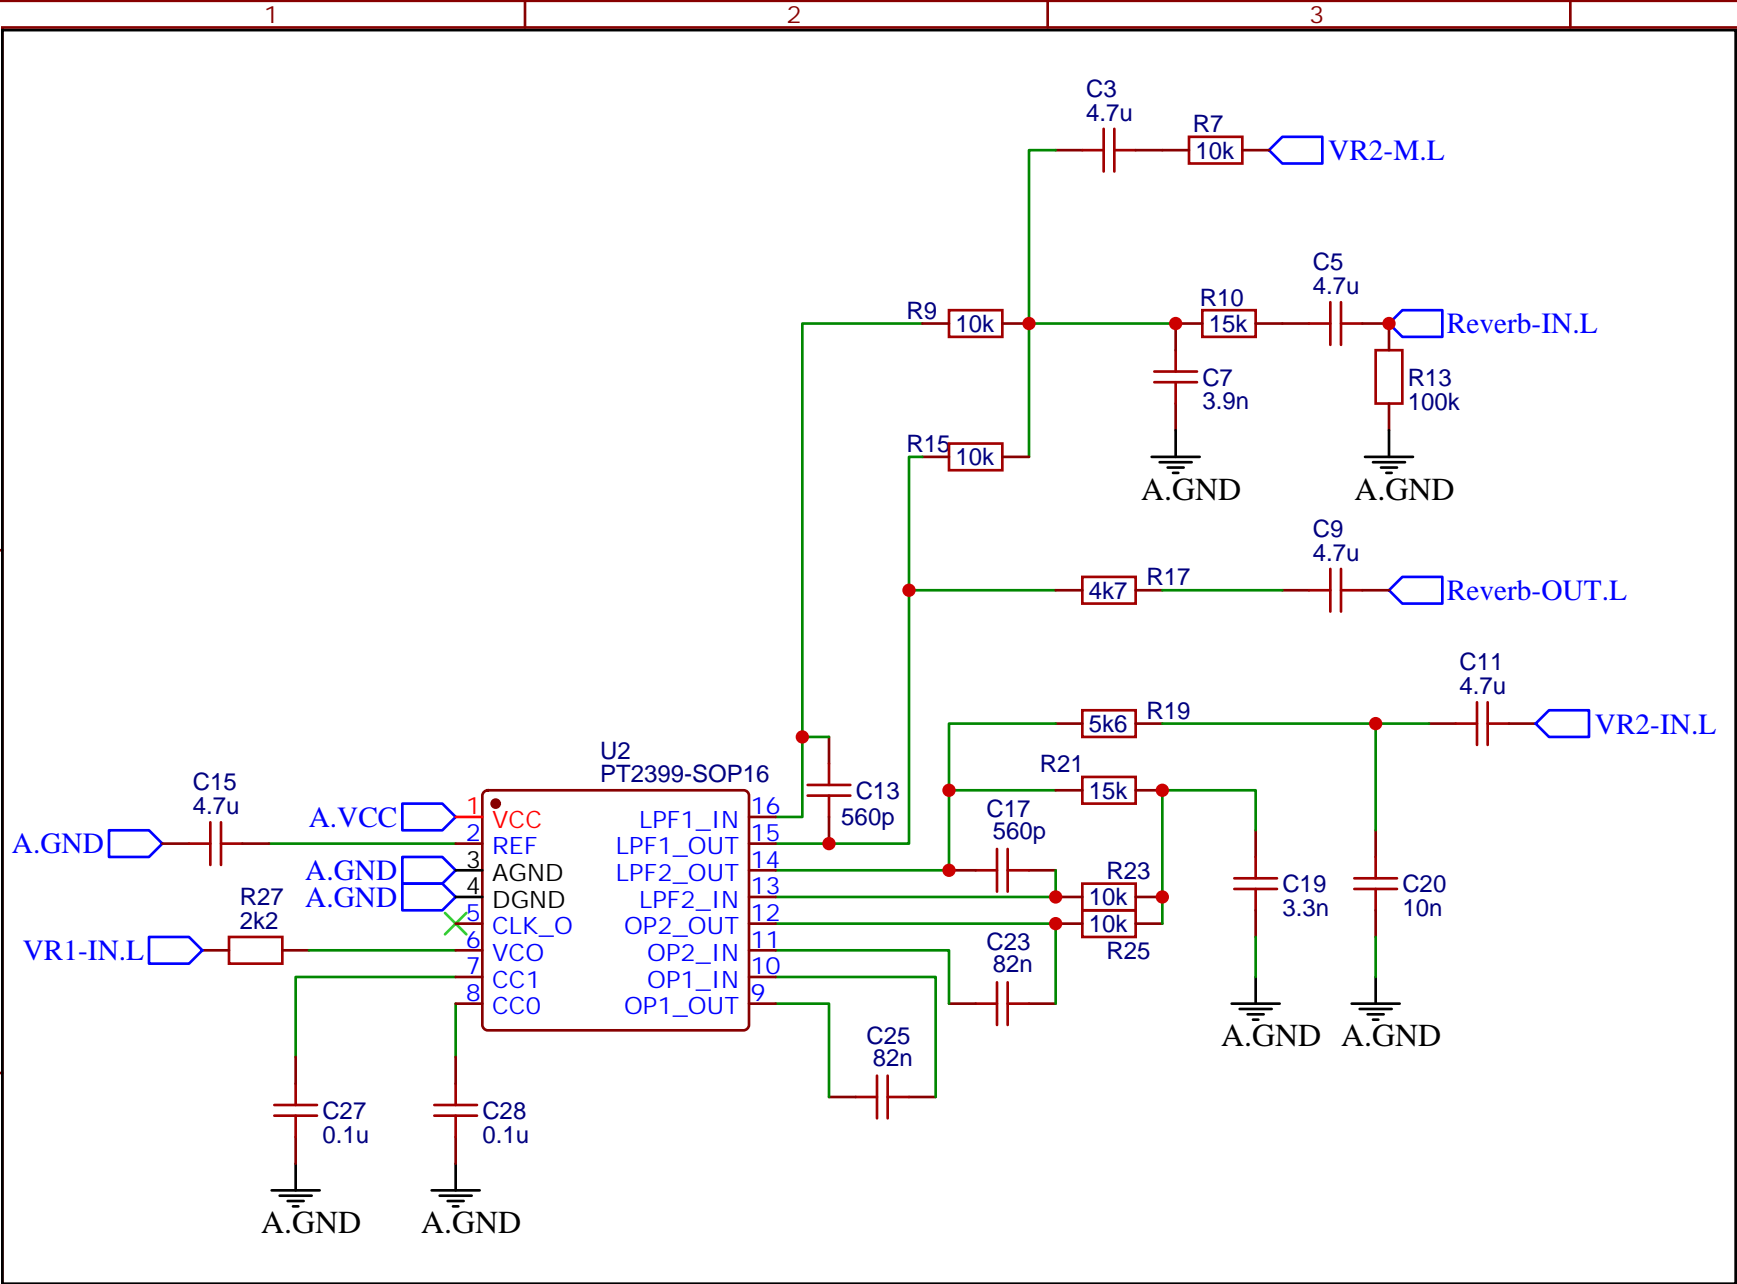 1
2
3
C3
4.7u
R7
10k
VR2-M.L
C5
4.7u
R9
10k
R10
15k
Reverb-IN.L
C7
3.9n
R13
100k
R15
10k
A.GND
A.GND
C9
4.7u
4k7
R17
Reverb-OUT.L
C11
4.7u
5k6
R19
VR2-IN.L
U2
PT2399-SOP16
R21
15k
C15
4.7u
C13
560p
C17
560p
A.VCC
1
VCC
LPF1_IN
16
A.GND
2
REF
LPF1_OUT
15
A.GND
3
AGND
LPF2_OUT
14
A.GND
4
DGND
LPF2_IN
13
R23
10k
C19
3.3n
C20
10n
R27
2k2
5
CLK_O
OP2_OUT
12
10k
R25
VR1-IN.L
6
VCO
OP2_IN
11
C23
82n
7
CC1
OP1_IN
10
8
CC0
OP1_OUT
9
C25
82n
A.GND
A.GND
C27
0.1u
C28
0.1u
A.GND
A.GND